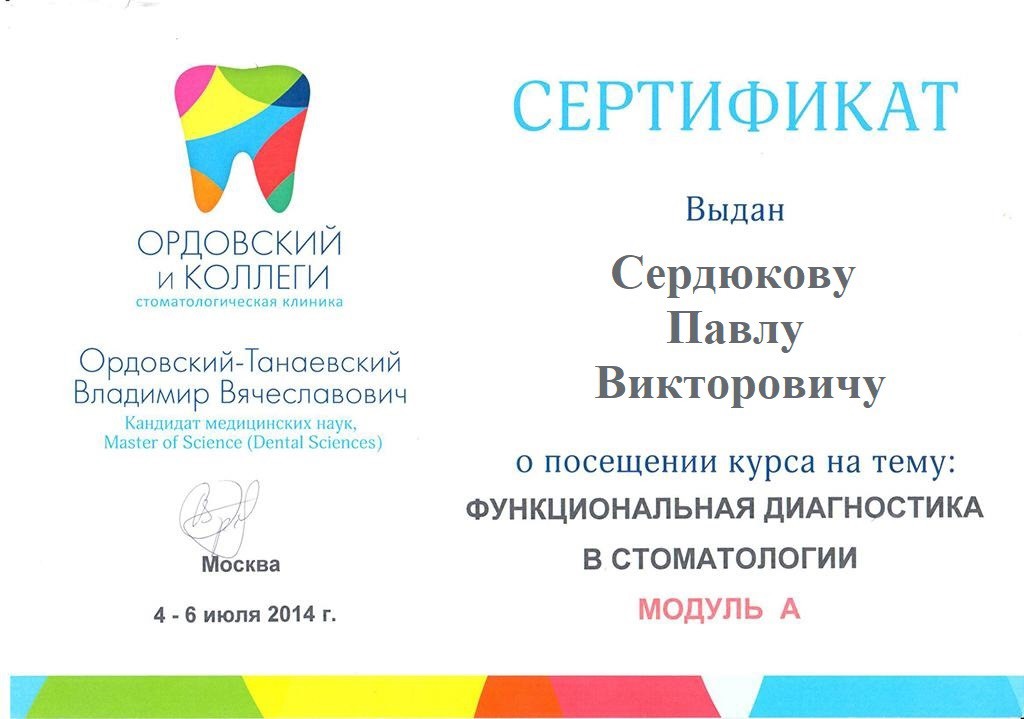 ОРДОВСКИЙ
И КОЛЛЕГИ
стоматологическая клиника
Ордовский-Танаевский
Владимир Вячеславович
Кандидат медицинских наук,
Master of Science (Dental Sciences)
Москва
4 - 6 июля 2014 г.
СЕРТИФИКАТ
Выдан
Сердюкову
Павлу
Викторовичу
о посещении курса на тему:
ФУНКЦИОНАЛЬНАЯ ДИАГНОСТИКА
В СТОМАТОЛОГИИ
МОДУЛЬ А